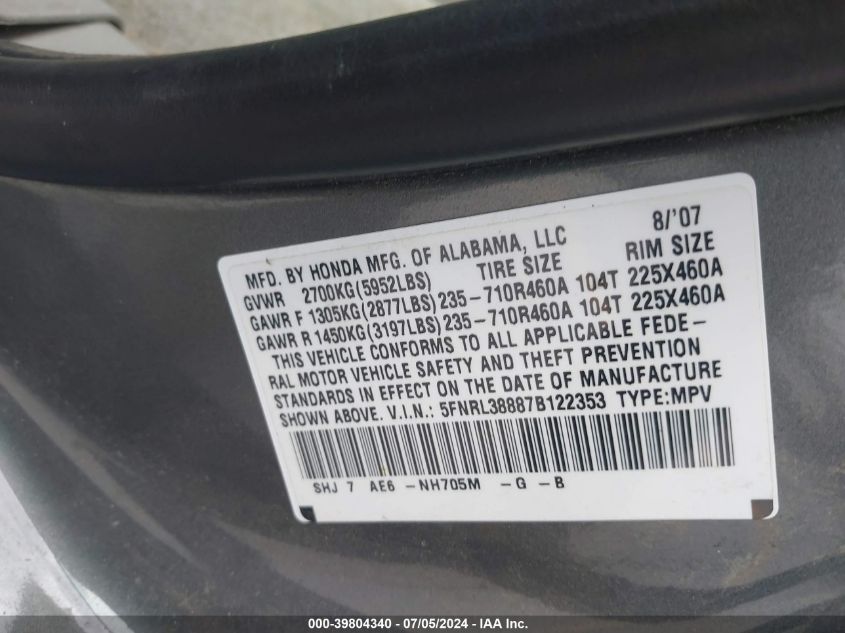 8/'07
MFD. BY HONDA MFG. OF ALABAMA, LLC
GVWR 2700KG(5952LBS) TIRE SIZE RIM SIZE
GAWR F 1305KG(2877LBS)235-710R460A 104T 225X460A
GAWR R 1450KG(3197LBS)235-710R460A 104T 225X460A
THIS VEHICLE CONFORMS TO ALL APPLICABLE FEDE-
RAL MOTOR VEHICLE SAFETY AND THEFT PREVENTION
STANDARDS IN EFFECT ON THE DATE OF MANUFACTURE
SHOWN ABOVE. V.I.N.: 5FNRL38887B122353 TYPE:MPV
SHJ 7 AE6 -NH705M -G -B
000-39804340 - 07/05/2024 - IAA Inc.